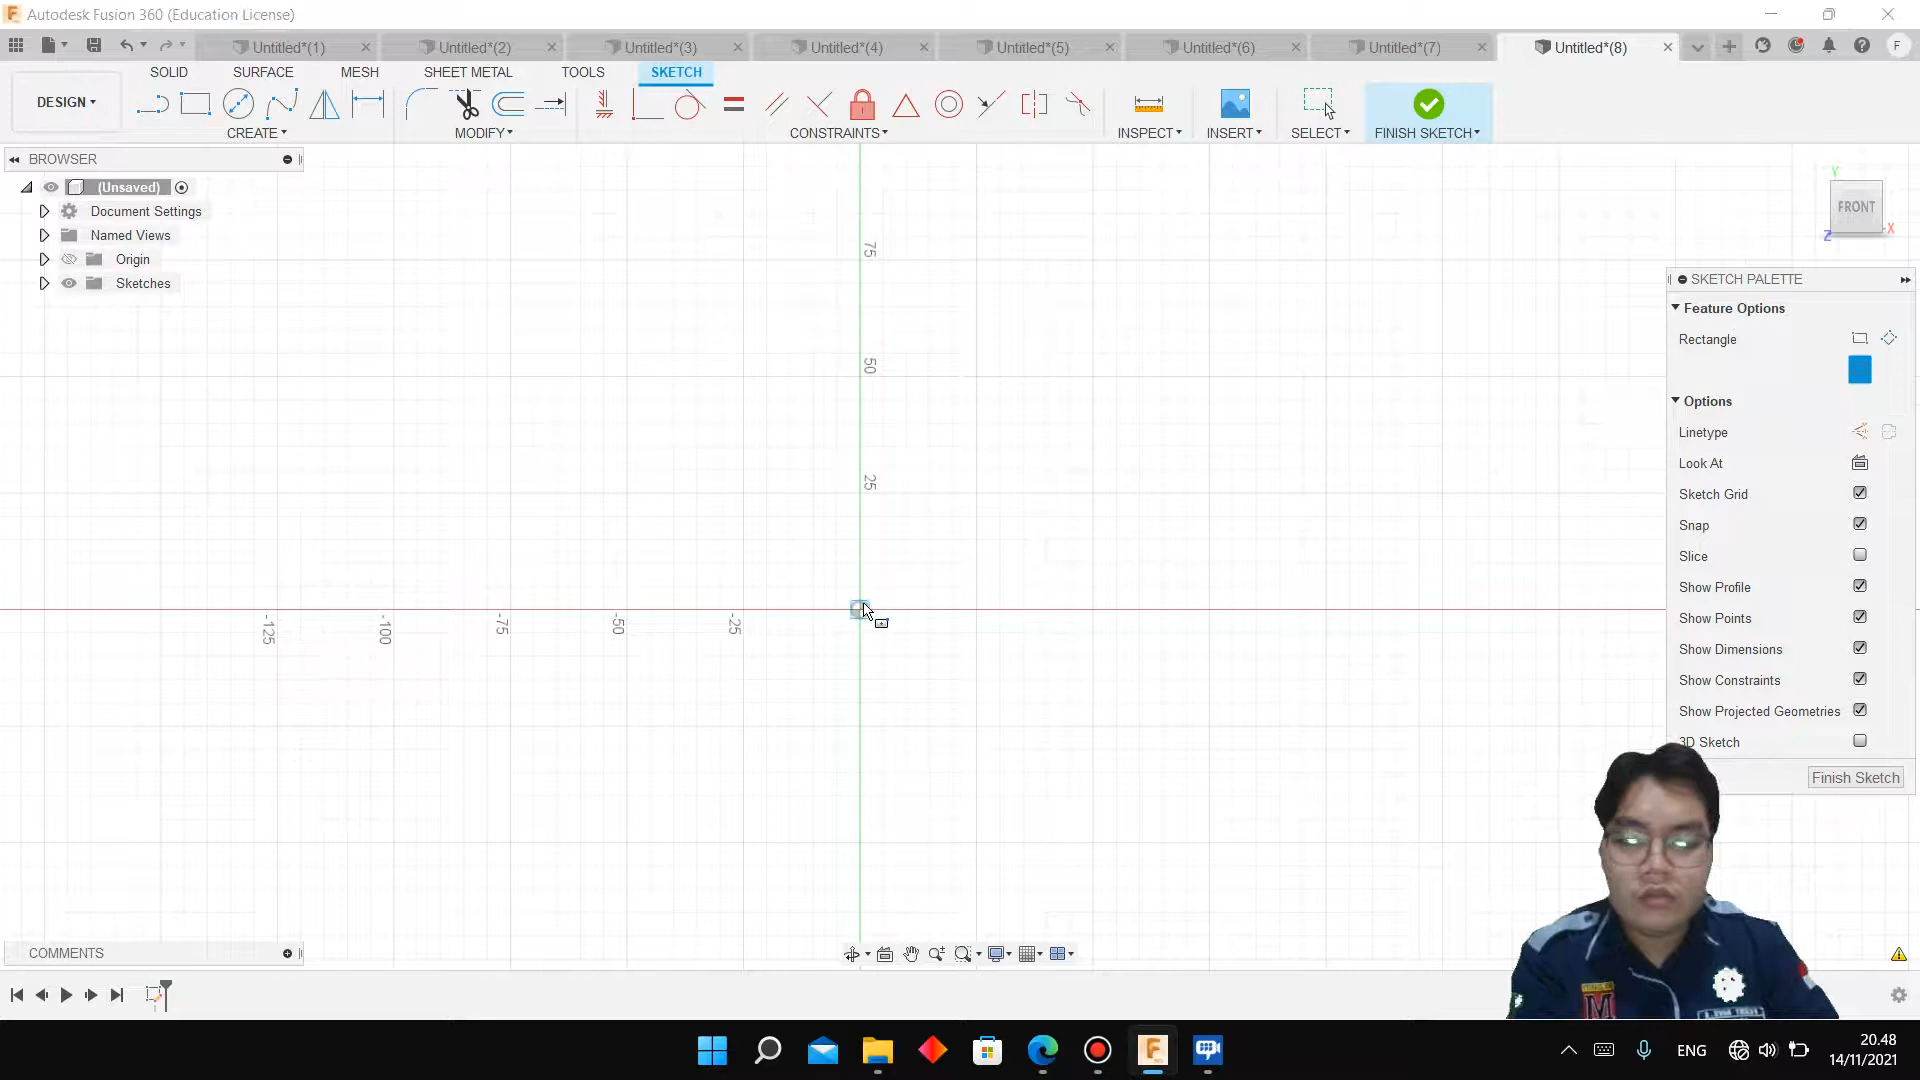 Autodesk Fusion 360 (Education License)
Untitled*(1)
Untitled*(2)
Untitled*(3)
Untitled*(4)
Untitled*(5)
Untitled*(6)
Untitled*(7)
Untitled*(8)
F
SOLID
SURFACE
MESH
SHEET METAL
TOOLS
SKETCH
DESIGN
CREATE
MODIFY
CONSTRAINTS
INSPECT
INSERT
SELECT
FINISH SKETCH
BROWSER
(Unsaved)
Document Settings
Named Views
Origin
Sketches
75
50
25
-125
-100
-75
-50
-25
Y
FRONT
Z
X
SKETCH PALETTE
Feature Options
Rectangle
Options
Linetype
Look At
Sketch Grid
Snap
Slice
Show Profile
Show Points
Show Dimensions
Show Constraints
Show Projected Geometries
3D Sketch
Finish Sketch
COMMENTS
M
ENG
20.48
14/11/2021